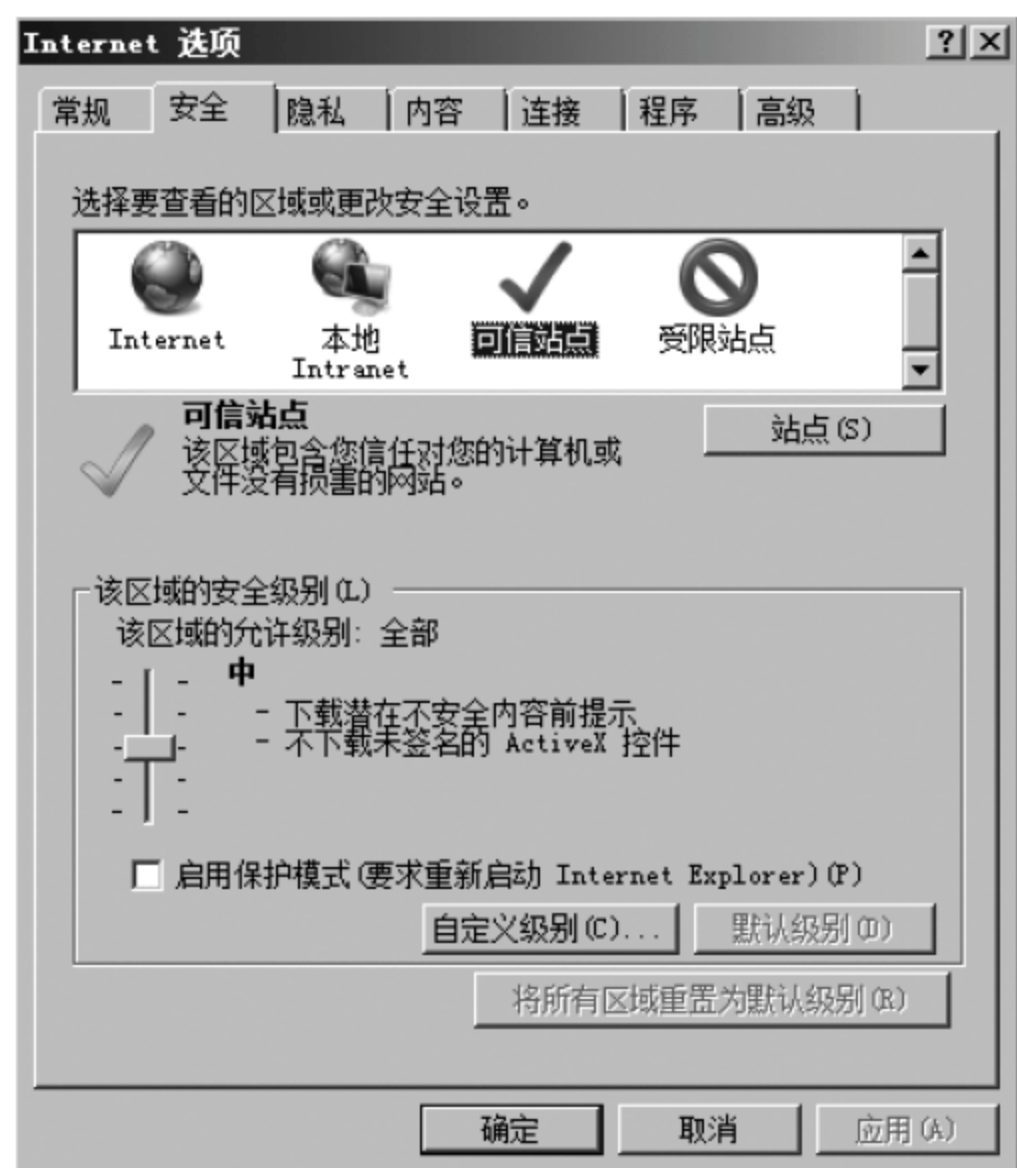 Internet 选项
常规 安全 隐私 内容 连接 程序 高级
选择要查看的区域或更改安全设置。
Internet 本地 Intranet 可信站点 受限站点
可信站点
站点(S)
该区域包含您信任对您的计算机或
文件没有损害的网站。
该区域的安全级别(L)
该区域的允许级别: 全部
中
- 下载潜在不安全内容前提示
- 不下载未签名的 ActiveX 控件
启用保护模式(要求重新启动 Internet Explorer)(P)
自定义级别(C)... 默认级别(D)
将所有区域重置为默认级别(R)
确定 取消 应用(A)